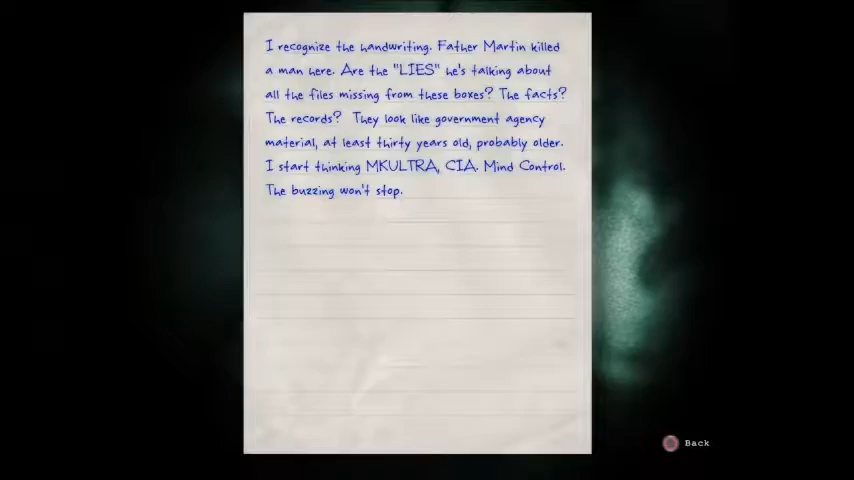 I recognize the handwriting. Father Martin killed
a man here. Are the "LIES" he's talking about
all the files missing from these boxes? The facts?
The records? They look like government agency
material, at least thirty years old, probably older.
I start thinking MKULTRA, CIA. Mind Control.
The buzzing won't stop.
Back